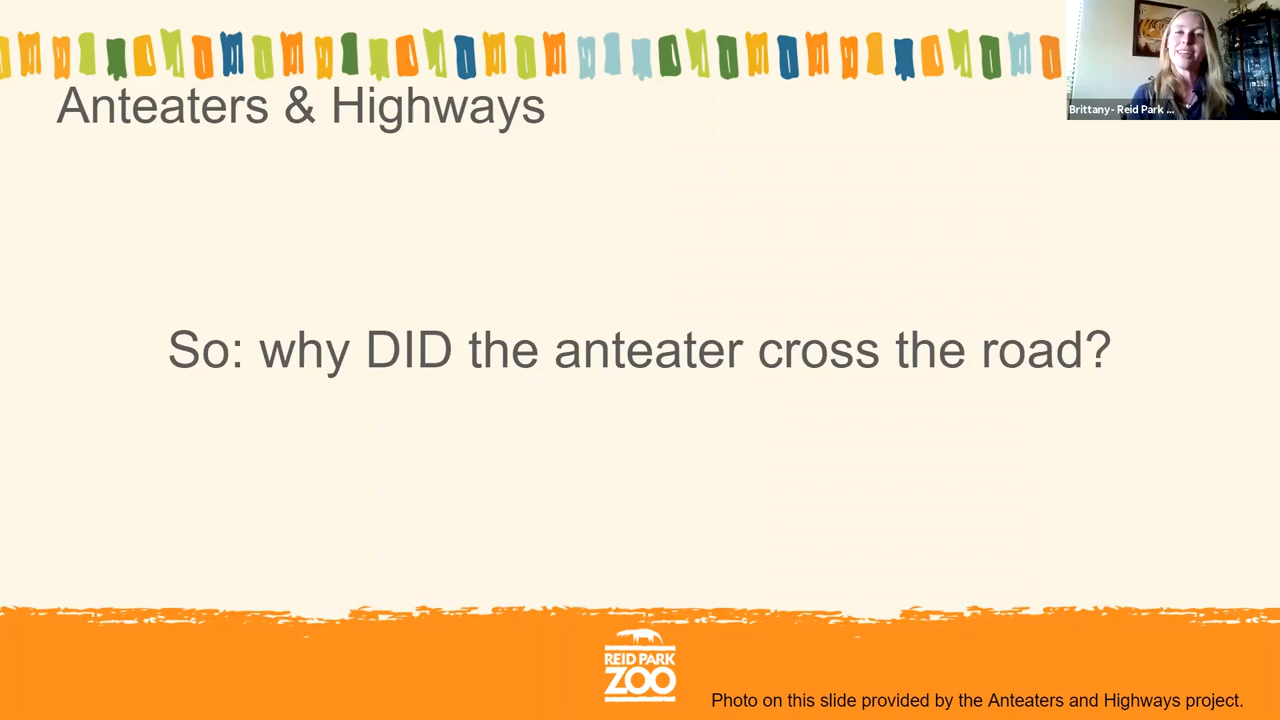 Anteaters & Highways
Brittany- Reid Park ...
So: why DID the anteater cross the road?
REID PARK
ZOO
Photo on this slide provided by the Anteaters and Highways project.